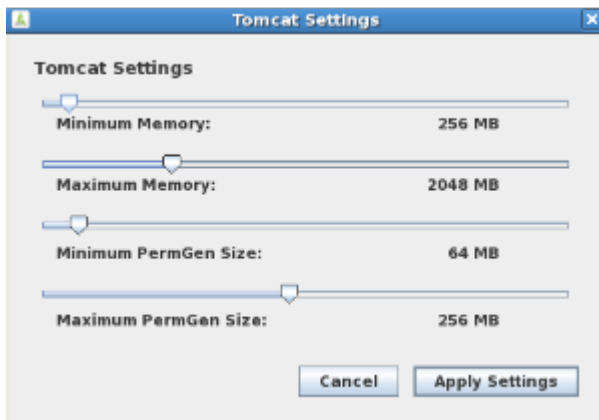 Tomcat Settings
Tomcat Settings
Minimum Memory: 256 MB
Maximum Memory: 2048 MB
Minimum PermGen Size: 64 MB
Maximum PermGen Size: 256 MB
Cancel Apply Settings